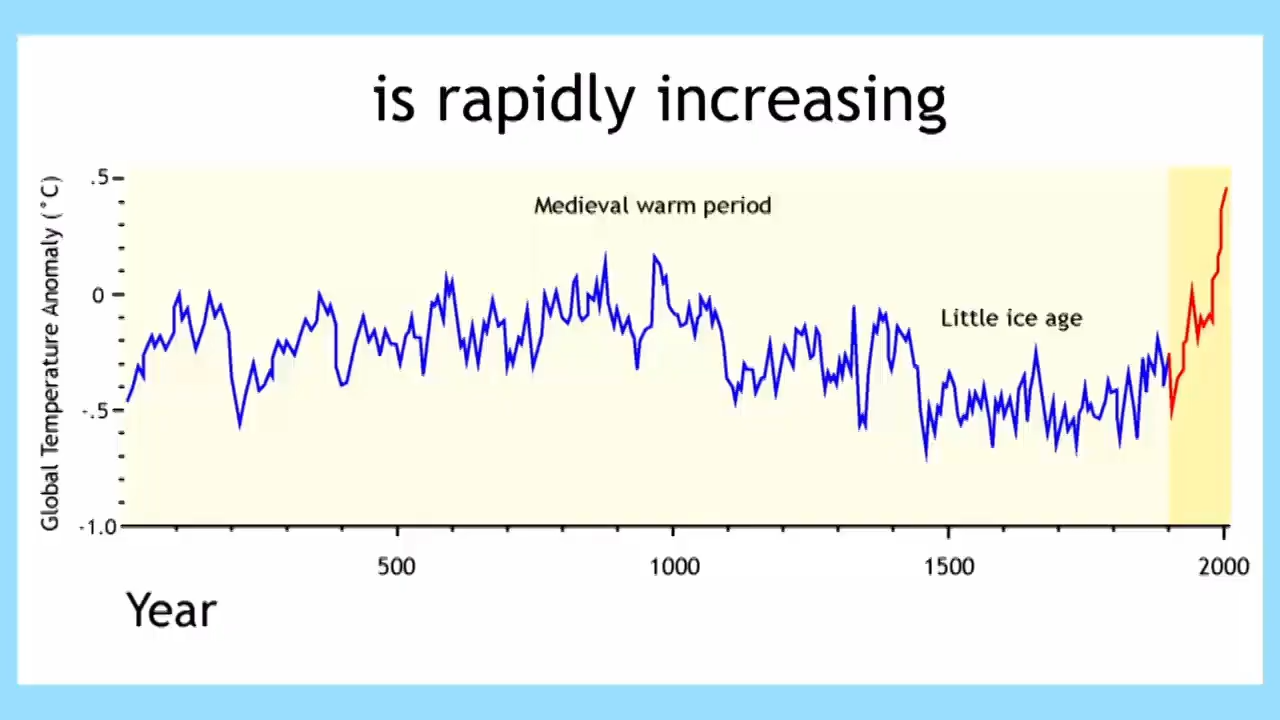 is rapidly increasing
Global Temperature Anomaly (°C)
.5
0
-.5
-1.0
Medieval warm period
Little ice age
500 1000 1500 2000
Year